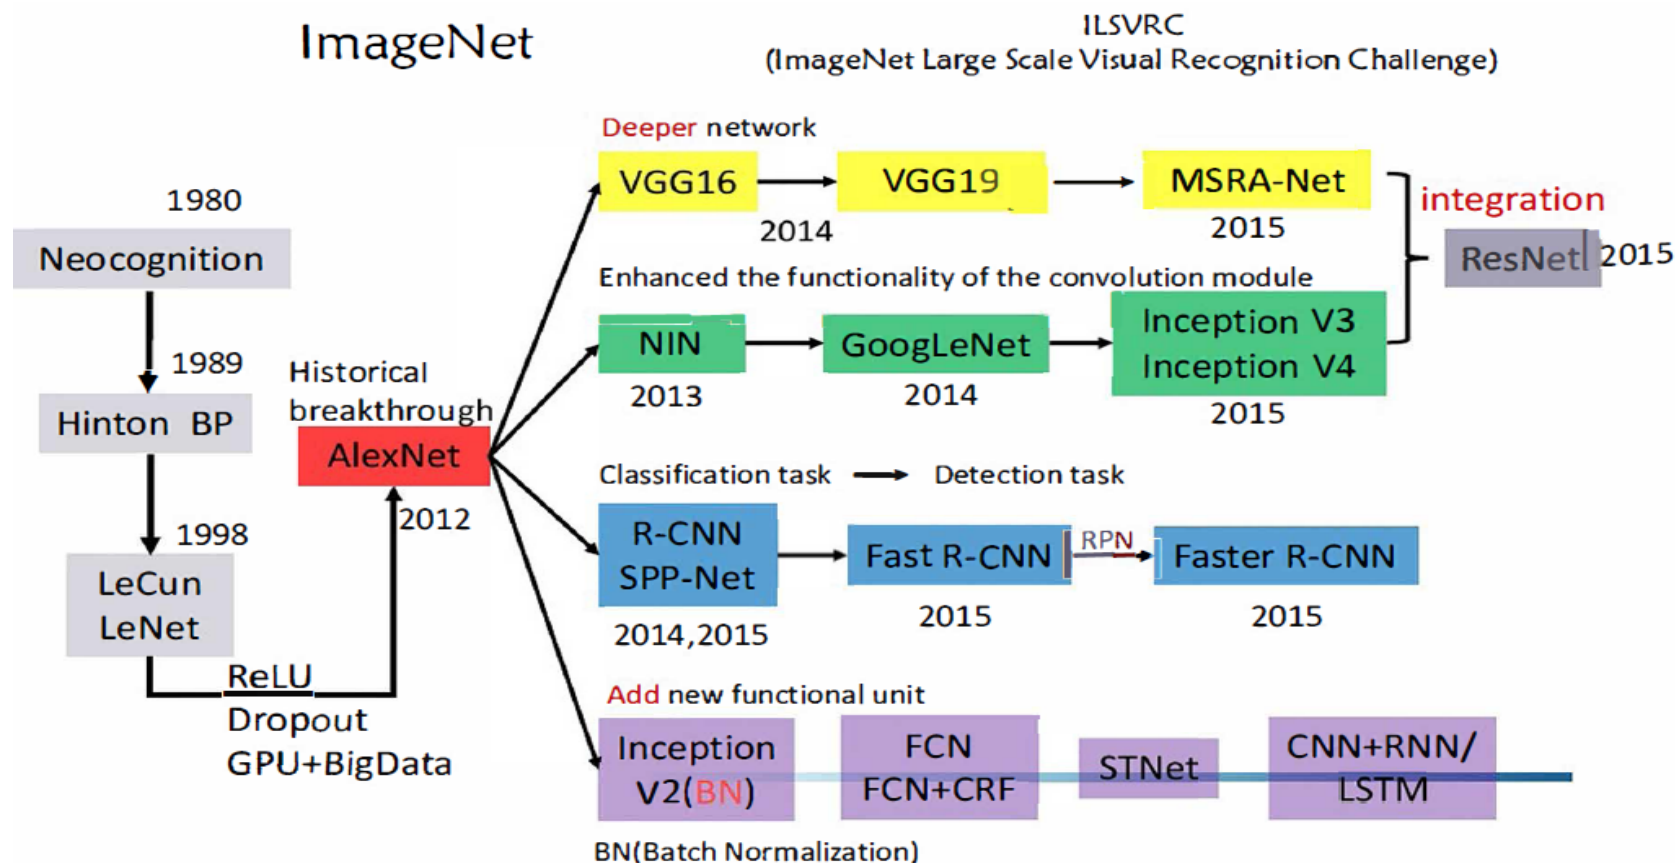 ImageNet
ILSVRC
(ImageNet Large Scale Visual Recognition Challenge)
1980
Neocognition
1989
Hinton BP
1998
LeCun
LeNet
ReLU
Dropout
GPU+BigData
Historical
breakthrough
AlexNet
2012
Deeper network
VGG16
VGG19
MSRA-Net
2014
2015
integration
ResNet
2015
Enhanced the functionality of the convolution module
NIN
GoogLeNet
Inception V3
Inception V4
2013
2014
2015
Classification task
Detection task
R-CNN
SPP-Net
Fast R-CNN
RPN
Faster R-CNN
2014,2015
2015
2015
Add new functional unit
Inception
V2(BN)
FCN
FCN+CRF
STNet
CNN+RNN/
LSTM
BN(Batch Normalization)